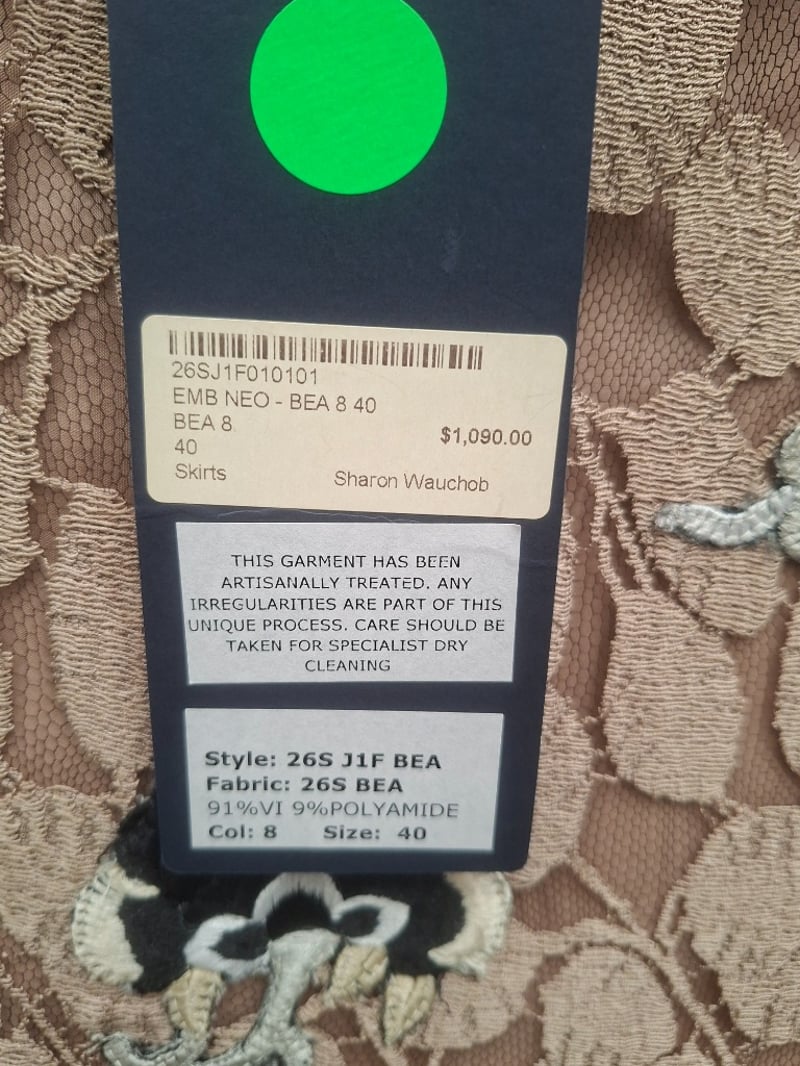 26SJ1F010101
EMB NEO - BEA 8 40
BEA 8
$1,090.00
40
Skirts
Sharon Wauchob
THIS GARMENT HAS BEEN
ARTISANALLY TREATED. ANY
IRREGULARITIES ARE PART OF THIS
UNIQUE PROCESS. CARE SHOULD BE
TAKEN FOR SPECIALIST DRY
CLEANING
Style: 26S J1F BEA
Fabric: 26S BEA
91%VI 9%POLYAMIDE
Col: 8 Size: 40